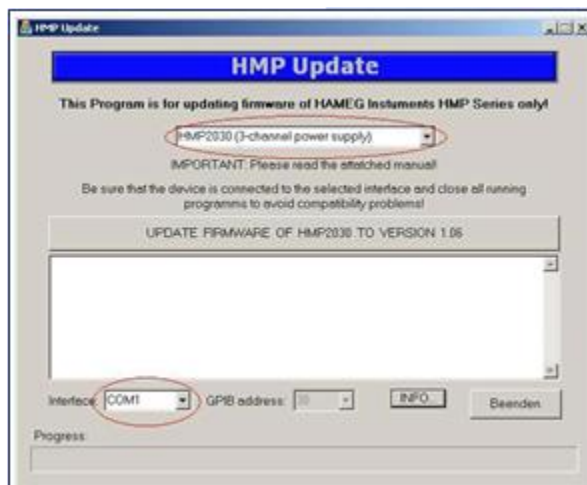 HMP Update
HMP Update
This Program is for updating firmware of HAMEG Instuments HMP Series only!
HMP2030 (3-channel power supply)
IMPORTANT: Please read the attatched manual!
Be sure that the device is connected to the selected interface and close all running
programms to avoid compatibility problems!
UPDATE FIRMWARE OF HMP2030 TO VERSION 1.06
Interface: COM1 GPIB address: 30 INFO... Beenden
Progress: